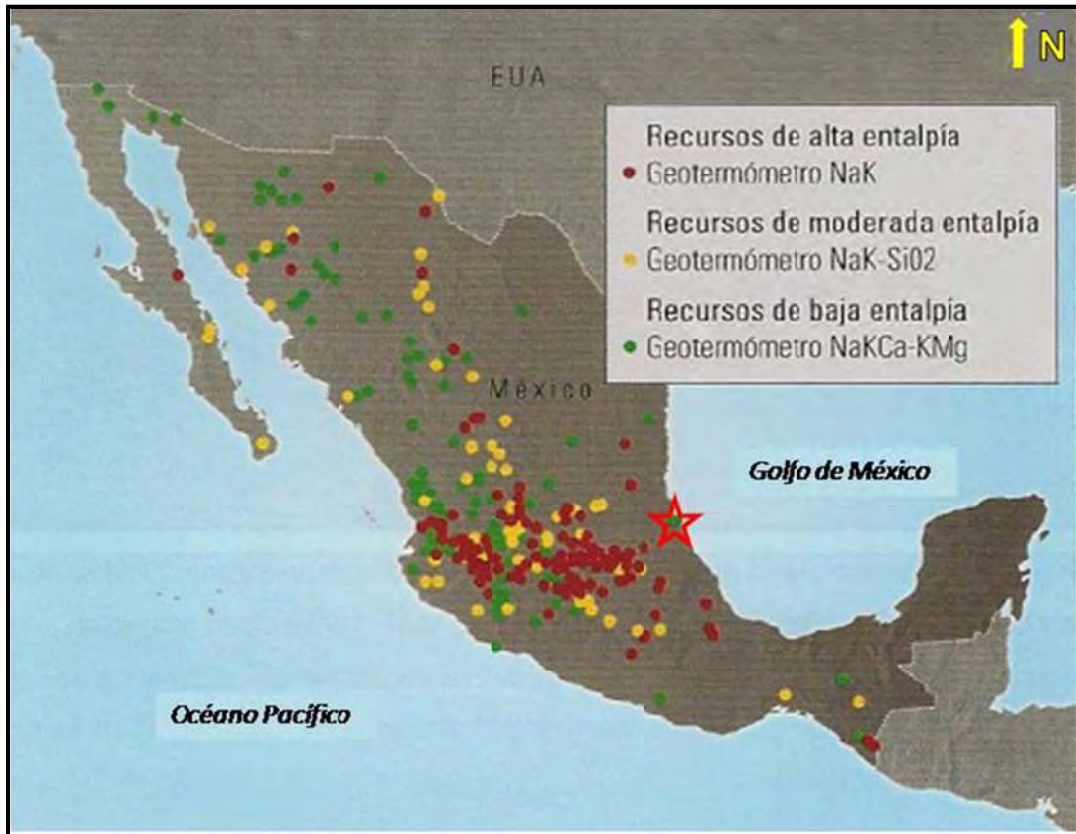 N
EUA
Recursos de alta entalpía
Geotermómetro NaK
Recursos de moderada entalpía
Geotermómetro NaK-Si02
Recursos de baja entalpía
Geotermómetro NaKCa-KMg
México
Golfo de México
Océano Pacífico